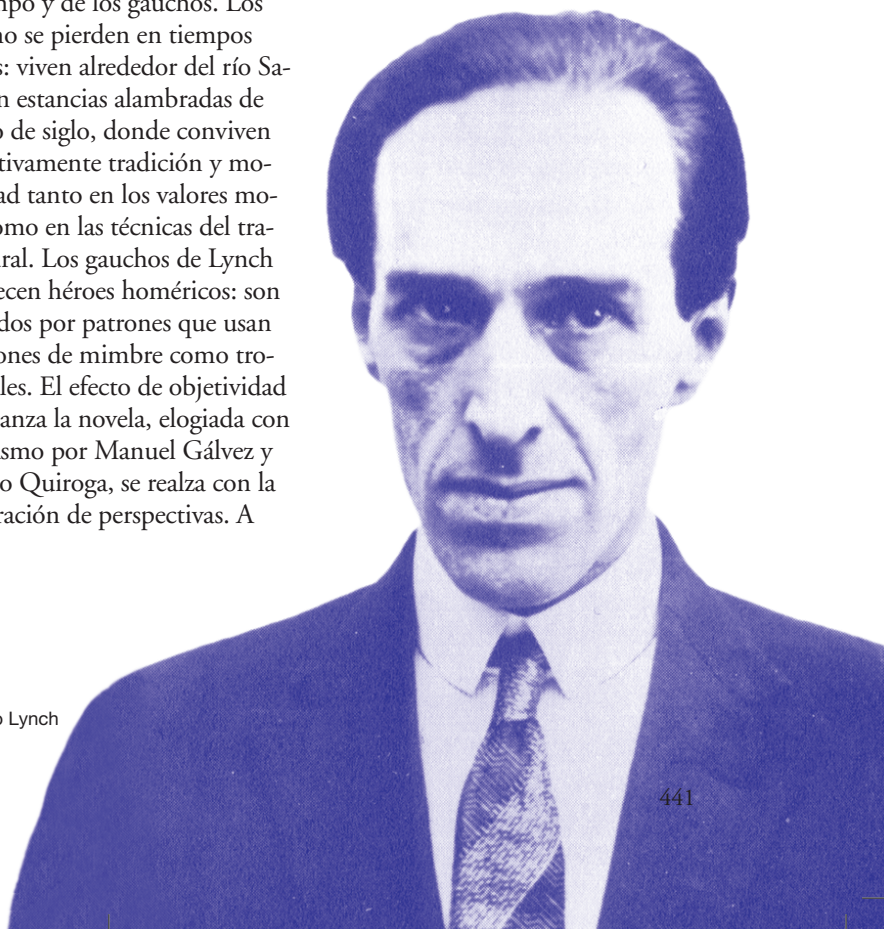 npo y de los gauchos. Los
no se pierden en tiempos
s: viven alrededor del río Sa-
n estancias alambradas de
o de siglo, donde conviven
tivamente tradición y mo-
ad tanto en los valores mo-
omo en las técnicas del tra-
ral. Los gauchos de Lynch
ecen héroes homéricos: son
dos por patrones que usan
ones de mimbre como tro-
les. El efecto de objetividad
anza la novela, elogiada con
smo por Manuel Gálvez y
o Quiroga, se realza con la
ración de perspectivas. A
o Lynch
441